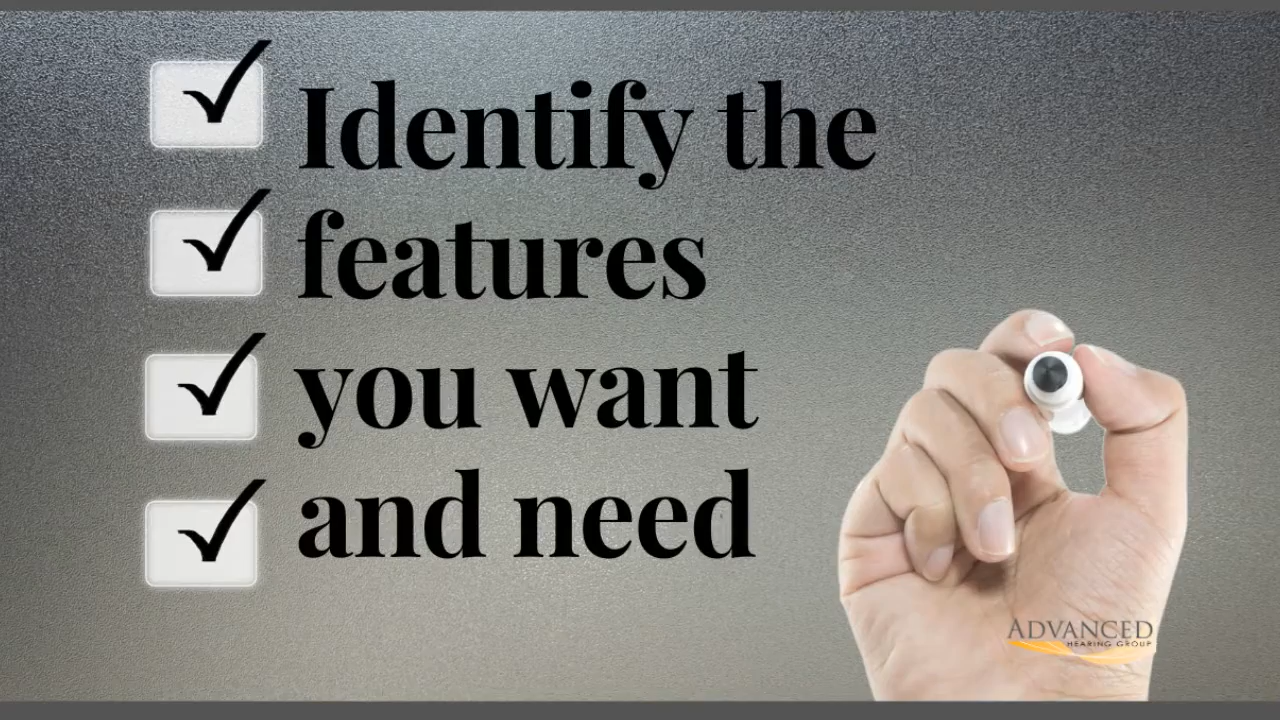 Identify the
features
you want
and need
ADVANCED
HEARING GROUP